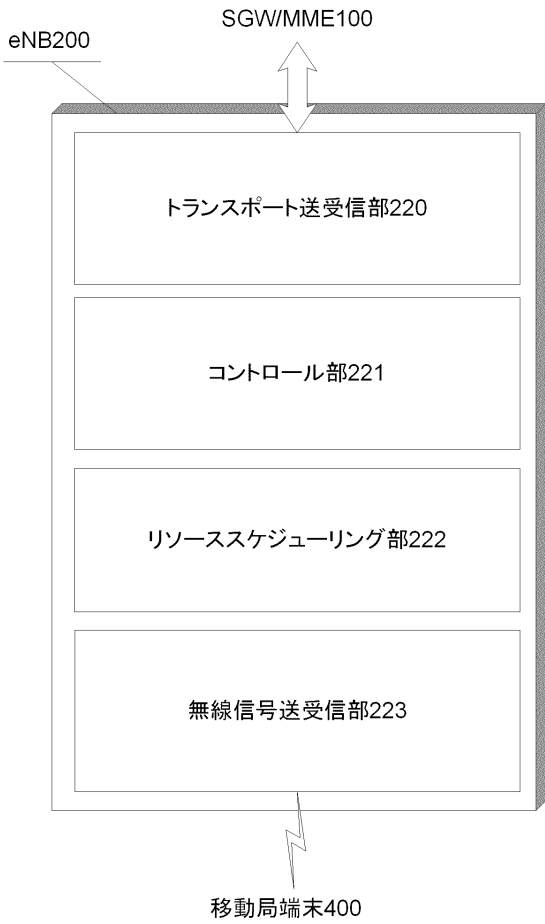 SGW/MME100
eNB200
トランスポート送受信部220
コントロール部221
リソーススケジューリング部222
無線信号送受信部223
移動局端末400